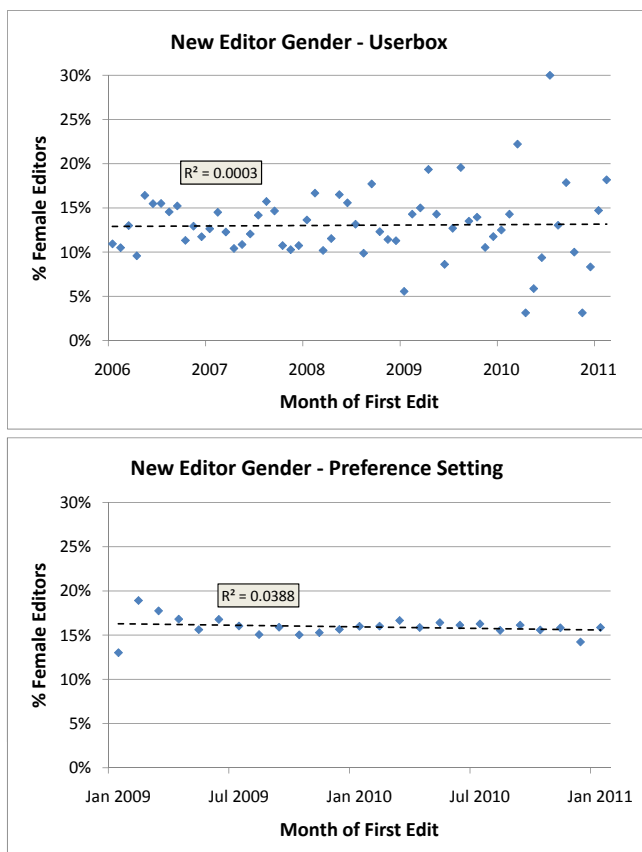 New Editor Gender - Userbox
30%
25%
20%
15%
10%
5%
0%
R² = 0.0003
% Female Editors
2006 2007 2008 2009 2010 2011
Month of First Edit
New Editor Gender - Preference Setting
30%
25%
20%
15%
10%
5%
0%
R² = 0.0388
% Female Editors
Jan 2009 Jul 2009 Jan 2010 Jul 2010 Jan 2011
Month of First Edit